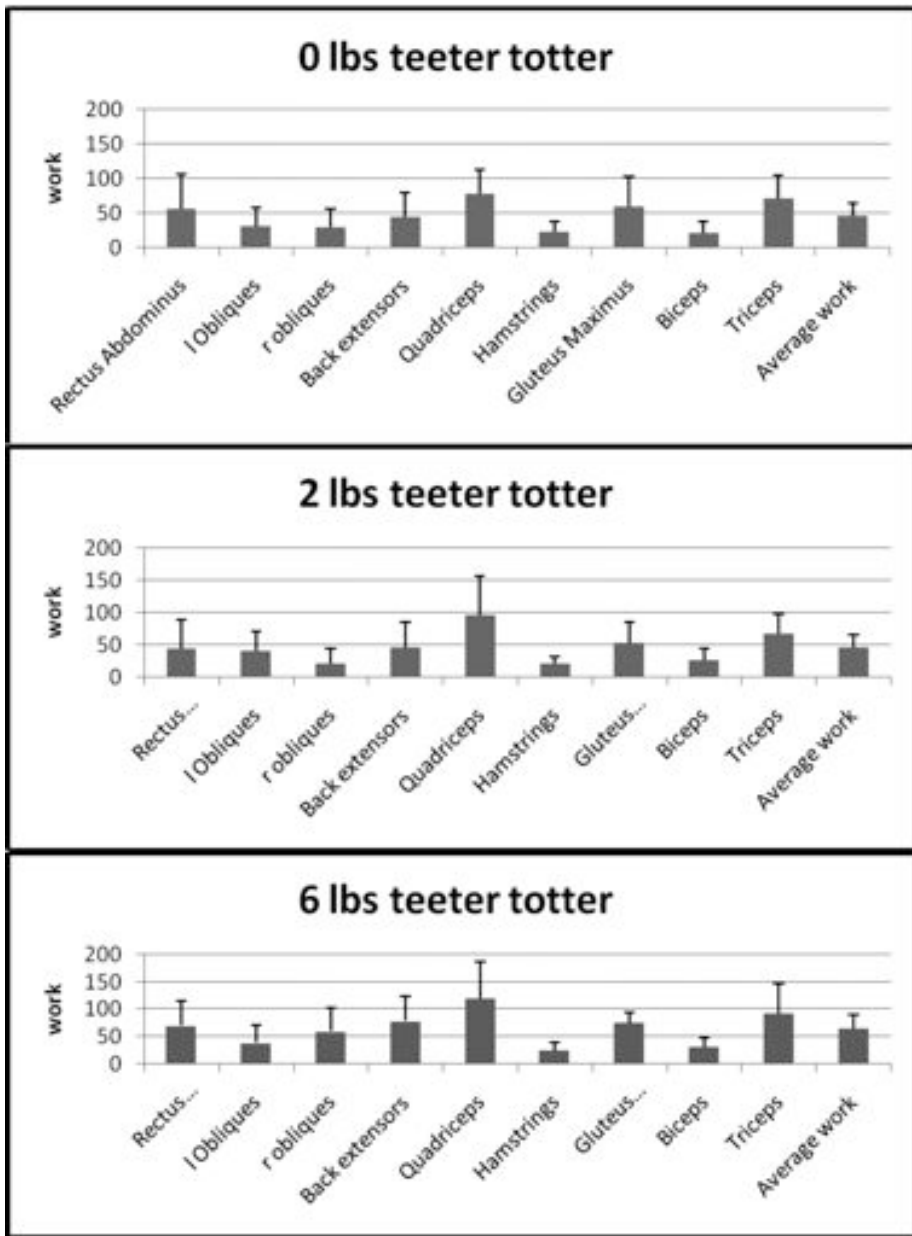 0 lbs teeter totter
work
200
150
100
50
0
Rectus Abdominus
l Obliques
r obliques
Back extensors
Quadriceps
Hamstrings
Gluteus Maximus
Biceps
Triceps
Average work
2 lbs teeter totter
work
200
150
100
50
0
Rectus...
l Obliques
r obliques
Back extensors
Quadriceps
Hamstrings
Gluteus...
Biceps
Triceps
Average work
6 lbs teeter totter
work
200
150
100
50
0
Rectus...
l Obliques
r obliques
Back extensors
Quadriceps
Hamstrings
Gluteus...
Biceps
Triceps
Average work